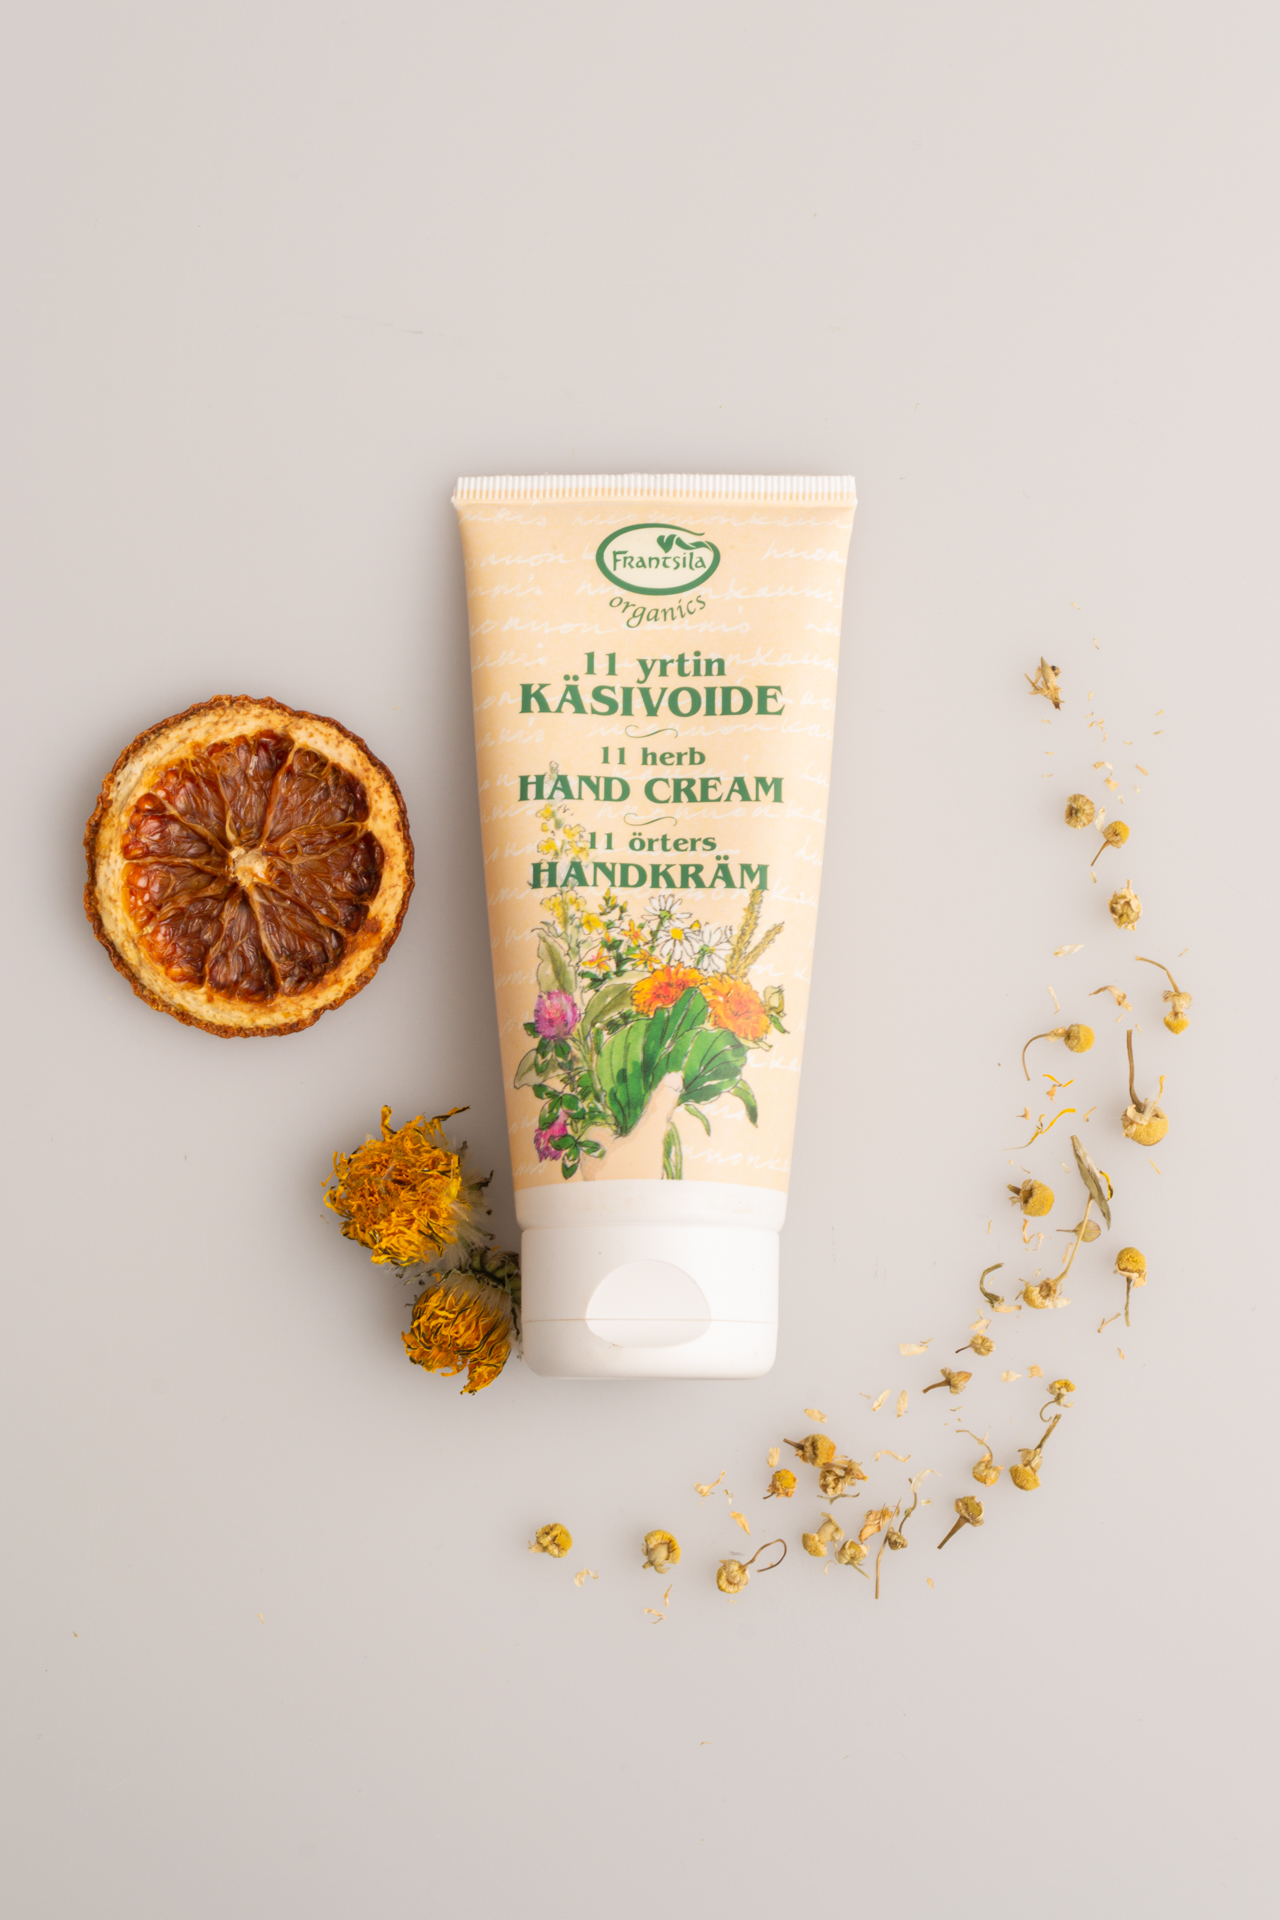 Frantsila
organics
11 yrtin
KÄSIVOIDE
11 herb
HAND CREAM
11 örters
HANDKRÄM